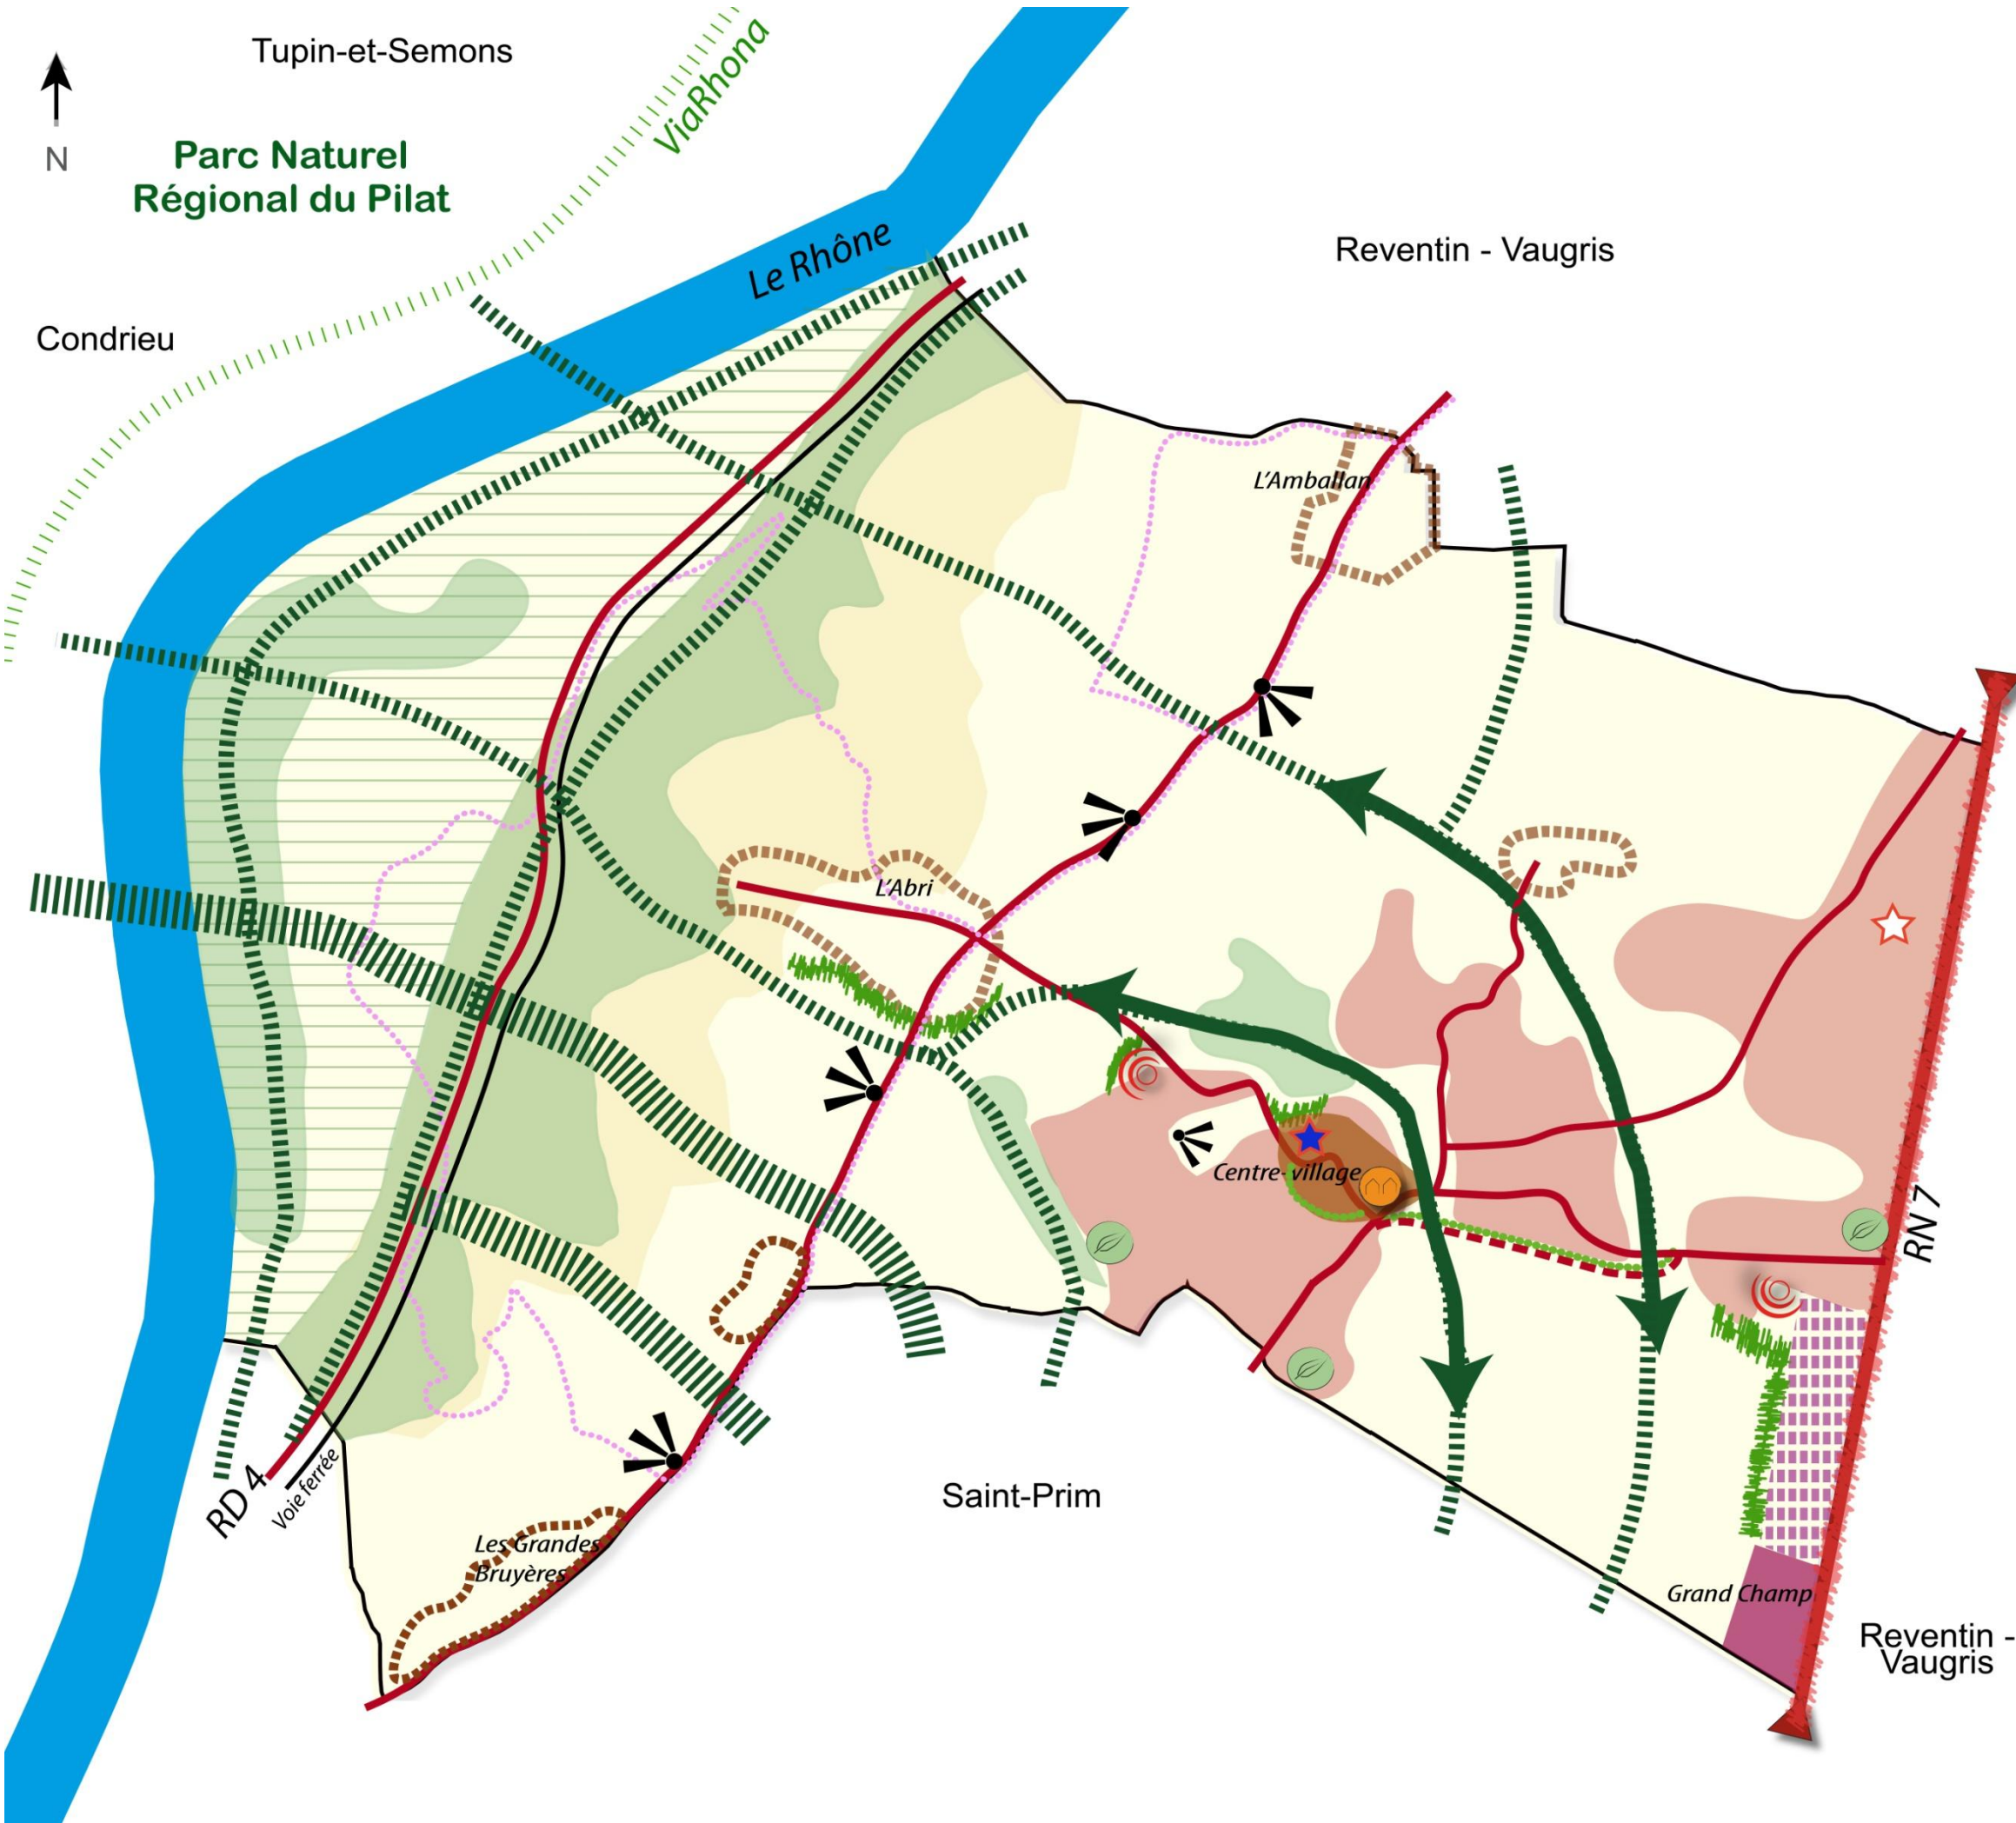 Tupin-et-Semons
ViaRhona
N
Parc Naturel
Régional du Pilat
Le Rhône
Reventin - Vaugris
Condrieu
L'Amballan
L'Abri
Centre-village
RN 7
RD 4
Voie ferrée
Saint-Prim
Les Grandes
Bruyères
Grand Champ
Reventin -
Vaugris